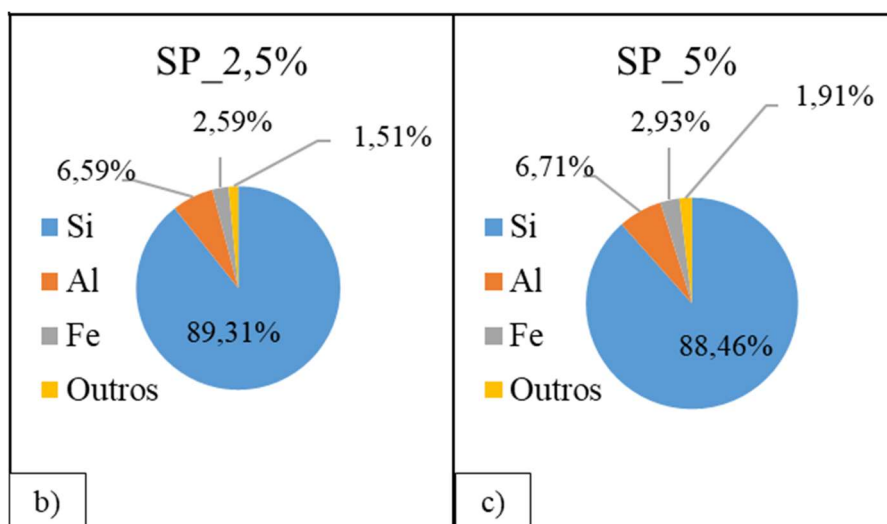 SP_2,5%
2,59%
1,51%
6,59%
Si
Al
Fe
Outros
89,31%
b)
SP_5%
1,91%
2,93%
6,71%
Si
Al
Fe
Outros
88,46%
c)